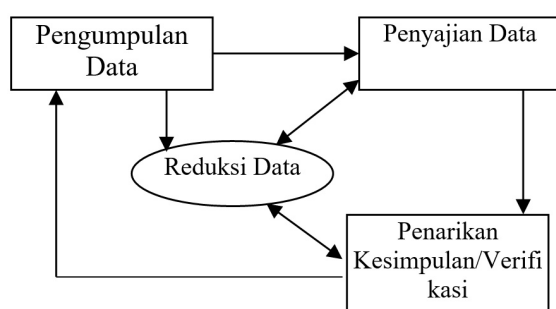 Pengumpulan
Data
Penyajian Data
Reduksi Data
Penarikan
Kesimpulan/Verifi
kasi